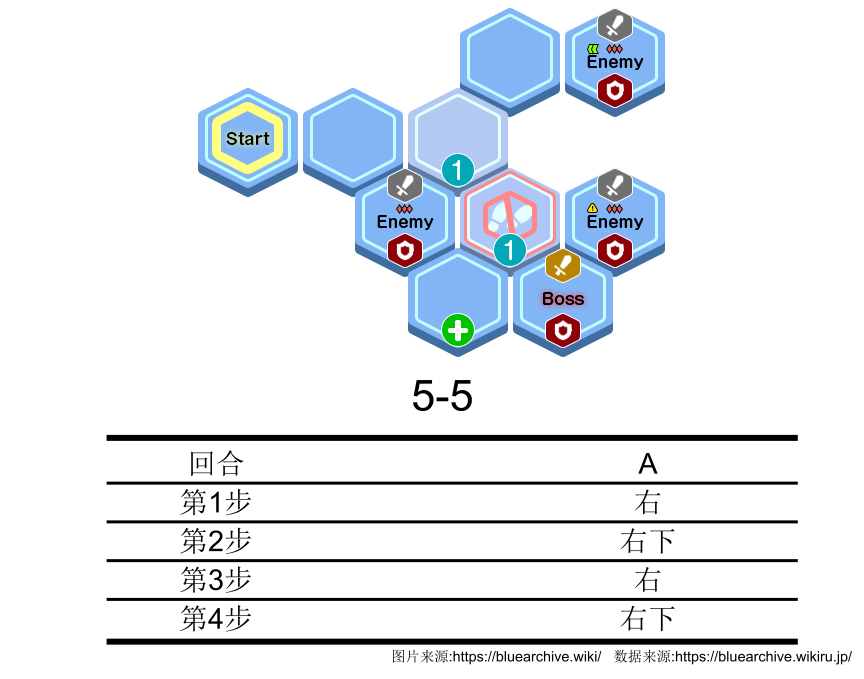 Enemy
Start
1
Enemy
1
Enemy
Boss
5-5
回合 A
第1步 右
第2步 右下
第3步 右
第4步 右下
图片来源:https://bluearchive.wiki/ 数据来源:https://bluearchive.wikiru.jp/